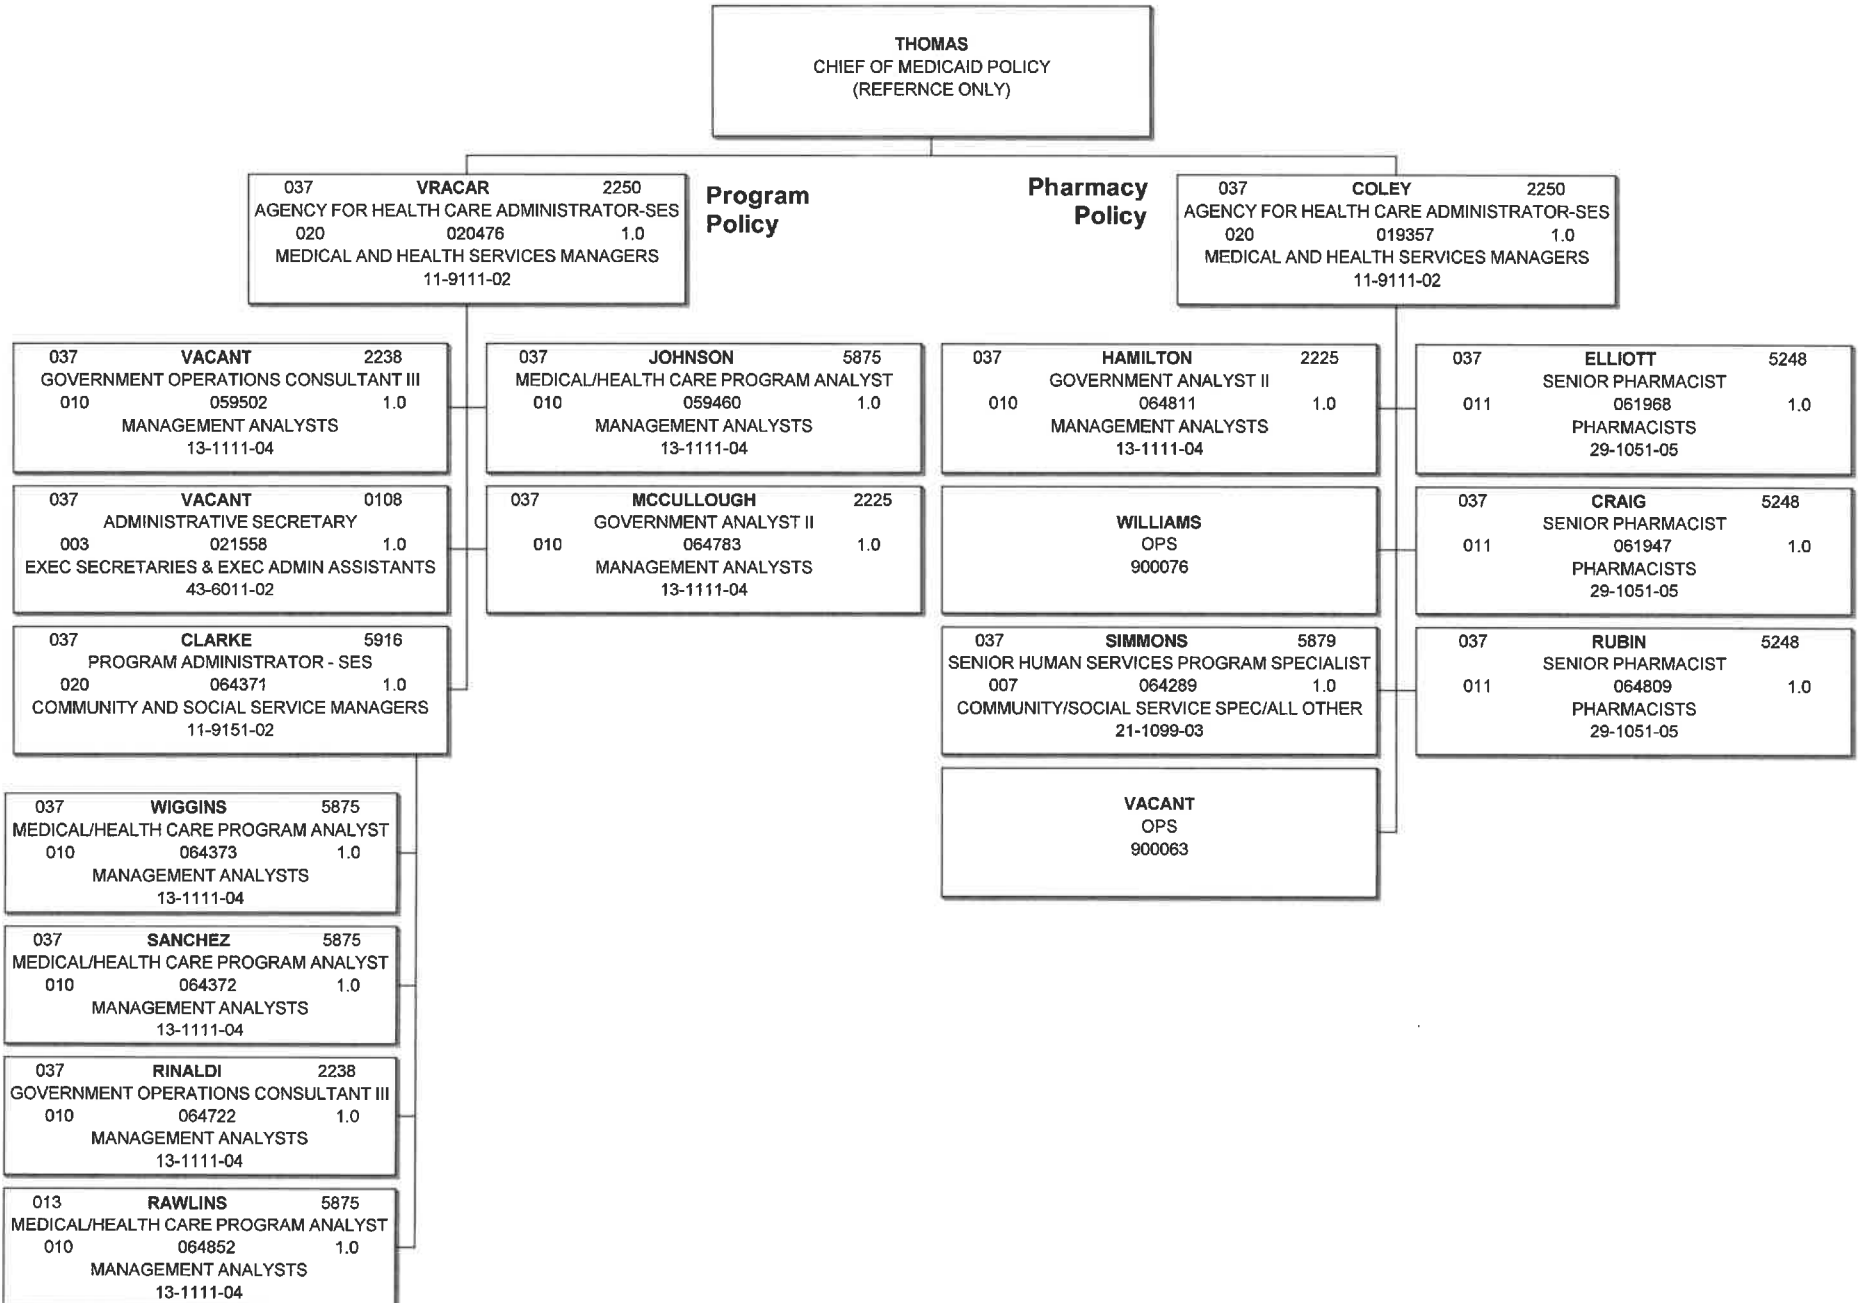 THOMAS
CHIEF OF MEDICAID POLICY
(REFERNCE ONLY)
037 VRACAR 2250
AGENCY FOR HEALTH CARE ADMINISTRATOR-SES
020 020476 1.0
MEDICAL AND HEALTH SERVICES MANAGERS
11-9111-02
Program
Policy
Pharmacy
Policy
037 COLEY 2250
AGENCY FOR HEALTH CARE ADMINISTRATOR-SES
020 019357 1.0
MEDICAL AND HEALTH SERVICES MANAGERS
11-9111-02
037 VACANT 2238
GOVERNMENT OPERATIONS CONSULTANT III
010 059502 1.0
MANAGEMENT ANALYSTS
13-1111-04
037 JOHNSON 5875
MEDICAL/HEALTH CARE PROGRAM ANALYST
010 059460 1.0
MANAGEMENT ANALYSTS
13-1111-04
037 HAMILTON 2225
GOVERNMENT ANALYST II
010 064811 1.0
MANAGEMENT ANALYSTS
13-1111-04
037 ELLIOTT 5248
SENIOR PHARMACIST
011 061968 1.0
PHARMACISTS
29-1051-05
037 VACANT 0108
ADMINISTRATIVE SECRETARY
003 021558 1.0
EXEC SECRETARIES & EXEC ADMIN ASSISTANTS
43-6011-02
037 MCCULLOUGH 2225
GOVERNMENT ANALYST II
010 064783 1.0
MANAGEMENT ANALYSTS
13-1111-04
WILLIAMS
OPS
900076
037 CRAIG 5248
SENIOR PHARMACIST
011 061947 1.0
PHARMACISTS
29-1051-05
037 CLARKE 5916
PROGRAM ADMINISTRATOR - SES
020 064371 1.0
COMMUNITY AND SOCIAL SERVICE MANAGERS
11-9151-02
037 SIMMONS 5879
SENIOR HUMAN SERVICES PROGRAM SPECIALIST
007 064289 1.0
COMMUNITY/SOCIAL SERVICE SPEC/ALL OTHER
21-1099-03
037 RUBIN 5248
SENIOR PHARMACIST
011 064809 1.0
PHARMACISTS
29-1051-05
VACANT
OPS
900063
037 WIGGINS 5875
MEDICAL/HEALTH CARE PROGRAM ANALYST
010 064373 1.0
MANAGEMENT ANALYSTS
13-1111-04
037 SANCHEZ 5875
MEDICAL/HEALTH CARE PROGRAM ANALYST
010 064372 1.0
MANAGEMENT ANALYSTS
13-1111-04
037 RINALDI 2238
GOVERNMENT OPERATIONS CONSULTANT III
010 064722 1.0
MANAGEMENT ANALYSTS
13-1111-04
013 RAWLINS 5875
MEDICAL/HEALTH CARE PROGRAM ANALYST
010 064852 1.0
MANAGEMENT ANALYSTS
13-1111-04